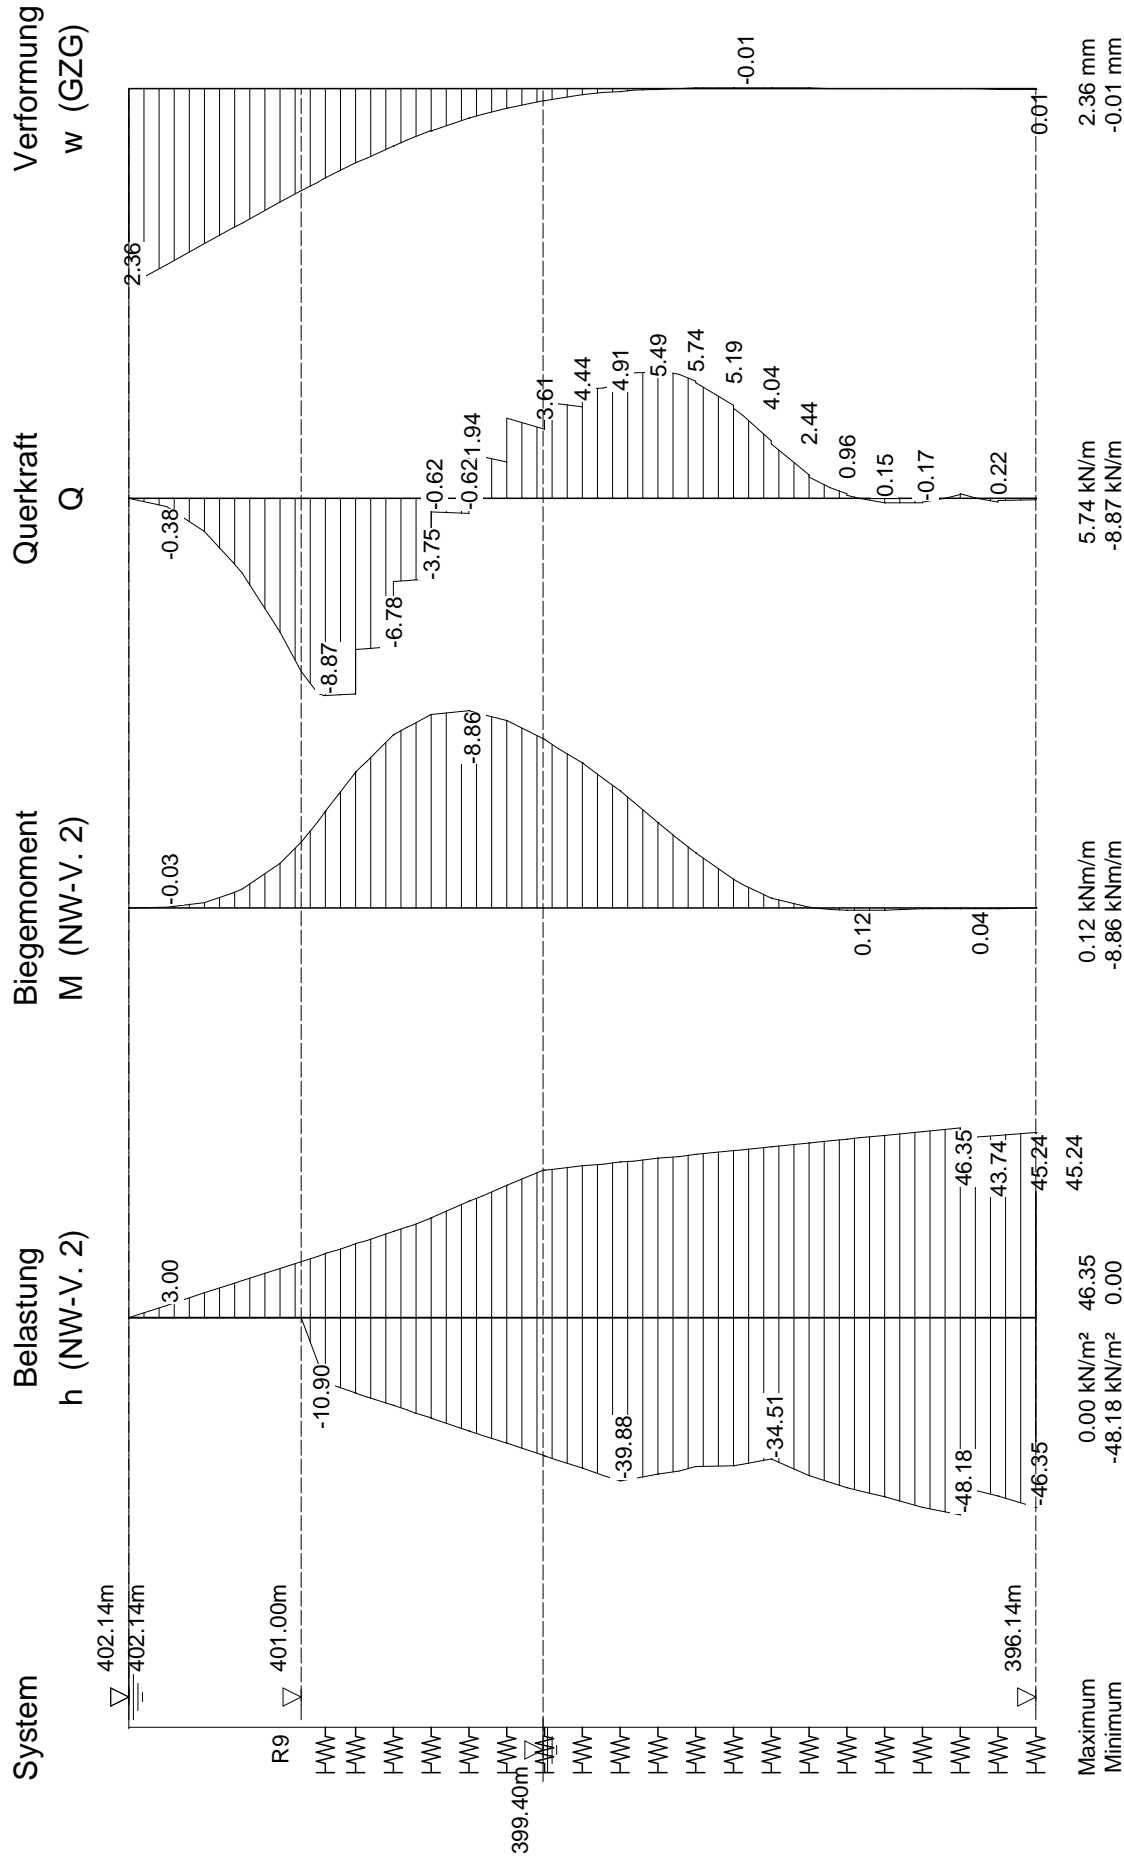 System
Belastung
h (NW-V. 2)
Biegemoment
M (NW-V. 2)
Querkraft
Q
Verformung
w (GZG)
402.14m
402.14m
401.00m
R9
399.40m
396.14m
3.00
-10.90
-39.88
-34.51
-48.18
-46.35
46.35
43.74
45.24
45.24
-0.03
-8.86
0.12
0.04
-0.38
-8.87
-6.78
-3.75
-0.62
-0.62
1.94
3.61
4.44
4.91
5.49
5.74
5.19
4.04
2.44
0.96
0.15
-0.17
0.22
2.36
-0.01
0.01
Maximum 0.00 kN/m² 46.35 0.12 kNm/m 5.74 kN/m 2.36 mm
Minimum -48.18 kN/m² 0.00 -8.86 kNm/m -8.87 kN/m -0.01 mm